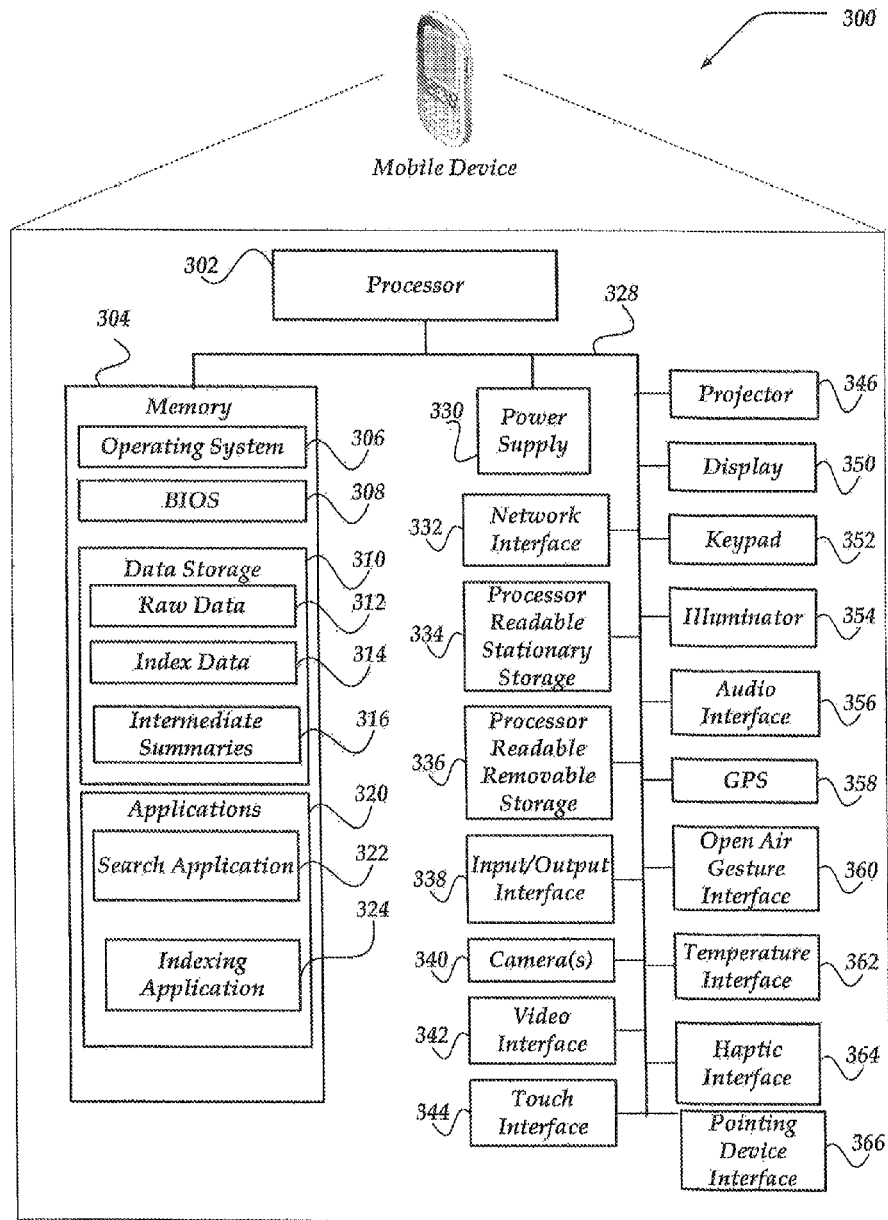 300
Mobile Device
302
Processor
328
304
Memory
Operating System
306
BIOS
308
Data Storage
310
Raw Data
312
Index Data
314
Intermediate
Summaries
316
Applications
320
Search Application
322
324
Indexing
Application
330
Power
Supply
332
Network
Interface
334
Processor
Readable
Stationary
Storage
336
Processor
Readable
Removable
Storage
338
Input/Output
Interface
340
Camera(s)
342
Video
Interface
344
Touch
Interface
Projector
346
Display
350
Keypad
352
Illuminator
354
Audio
Interface
356
GPS
358
Open Air
Gesture
Interface
360
Temperature
Interface
362
Haptic
Interface
364
Pointing
Device
Interface
366